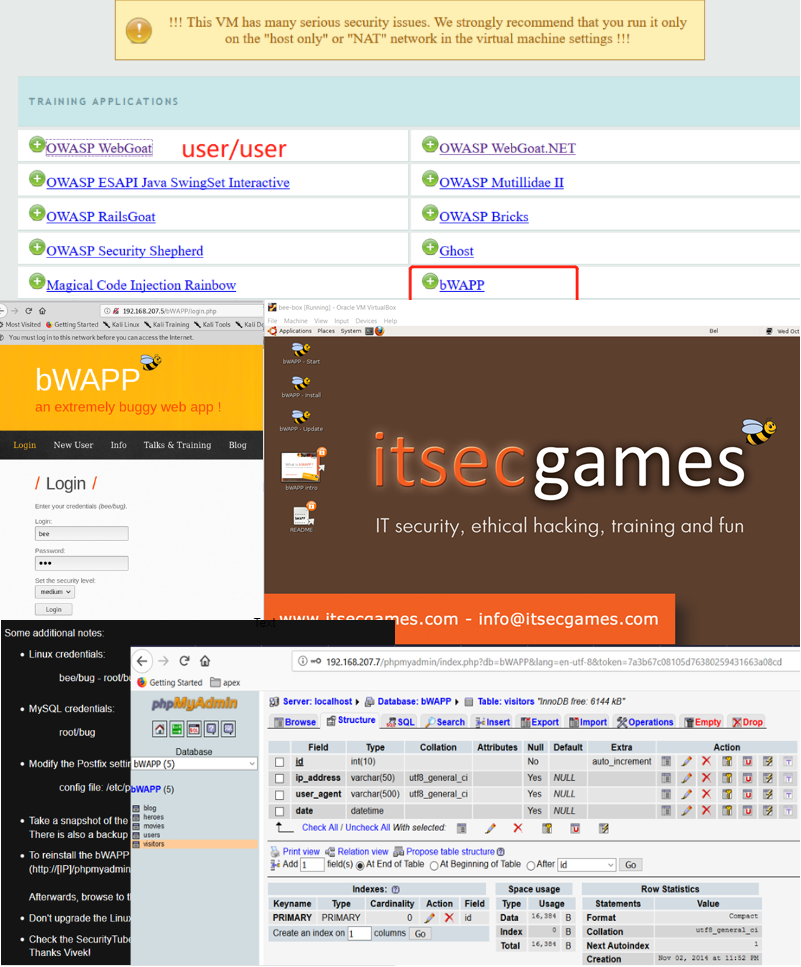 !!! This VM has many serious security issues. We strongly recommend that you run it only
on the "host only" or "NAT" network in the virtual machine settings !!!
TRAINING APPLICATIONS
OWASP WebGoat user/user
OWASP WebGoat.NET
OWASP ESAPI Java SwingSet Interactive
OWASP Mutillidae II
OWASP RailsGoat
OWASP Bricks
OWASP Security Shepherd
Ghost
Magical Code Injection Rainbow
bWAPP
192.168.207.5/bWAPP/login.php
Most Visited Getting Started Kali Linux Kali Training Kali Tools Kali Do
You must log in to this network before you can access the Internet.
bWAPP
an extremely buggy web app !
Login New User Info Talks & Training Blog
/ Login /
Enter your credentials (bee/bug).
Login:
bee
Password:
Set the security level:
medium
Login
bee-box [Running] - Oracle VM VirtualBox
File Machine View Input Devices Help
Applications Places System
Bel
Wed Oct
bWAPP - Start
bWAPP - Install
bWAPP - Update
bWAPP intro
README
itsecgames
IT security, ethical hacking, training and fun
www.itsecgames.com - info@itsecgames.com
Some additional notes:
Linux credentials:
bee/bug - root/b
MySQL credentials:
root/bug
Modify the Postfix settin
config file: /etc/p
Take a snapshot of the
There is also a backup
To reinstall the bWAPP
(http://[IP]/phpmyadmin
Afterwards, browse to th
Don't upgrade the Linux
Check the SecurityTube
Thanks Vivek!
192.168.207.7/phpmyadmin/index.php?db=bWAPP&lang=en-utf-8&token=7a3b67c08105d76380259431663a08cd
Getting Started apex
phpMyAdmin
Database
bWAPP (5)
bWAPP (5)
blog
heroes
movies
users
visitors
Server: localhost Database: bWAPP Table: visitors "InnoDB free: 6144 kB"
Browse Structure SQL Search Insert Export Import Operations Empty Drop
Field Type Collation Attributes Null Default Extra Action
id int(10) No auto_increment
ip_address varchar(50) utf8_general_ci Yes NULL
user_agent varchar(500) utf8_general_ci Yes NULL
date datetime Yes NULL
Check All / Uncheck All With selected:
Print view Relation view Propose table structure
Add 1 field(s) At End of Table At Beginning of Table After id Go
Indexes:
Keyname Type Cardinality Action Field
PRIMARY PRIMARY 0 id
Create an index on 1 columns Go
Space usage
Type Usage
Data 16,384 B
Index 0 B
Total 16,384 B
Row Statistics
Statements Value
Format Compact
Collation utf8_general_ci
Next Autoindex 1
Creation Nov 02, 2014 at 11:52 PM